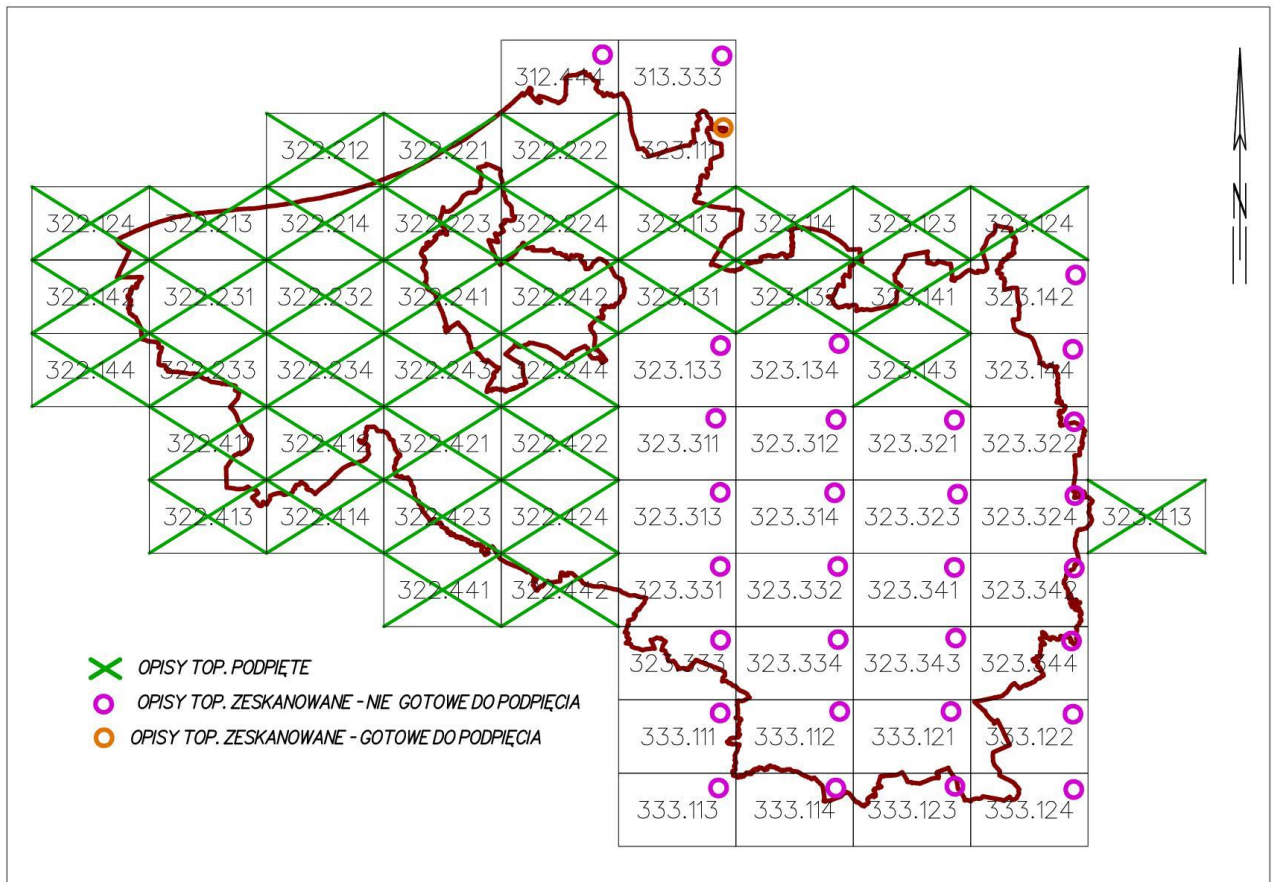 312.444 313.333
322.212 322.221 322.222 323.111
322.124 322.213 322.214 322.223 322.224 323.113 323.114 323.123 323.124
322.142 322.231 322.232 322.241 322.242 323.131 323.132 323.141 323.142
322.144 322.233 322.234 322.243 322.244 323.133 323.134 323.143 323.144
322.411 322.412 322.421 322.422 323.311 323.312 323.321 323.322
322.413 322.414 322.423 322.424 323.313 323.314 323.323 323.324 323.413
322.441 322.442 323.331 323.332 323.341 323.342
323.333 323.334 323.343 323.344
333.111 333.112 333.121 333.122
333.113 333.114 333.123 333.124
N
OPISY TOP. PODPIĘTE
OPISY TOP. ZESKANOWANE - NIE GOTOWE DO PODPIĘCIA
OPISY TOP. ZESKANOWANE - GOTOWE DO PODPIĘCIA